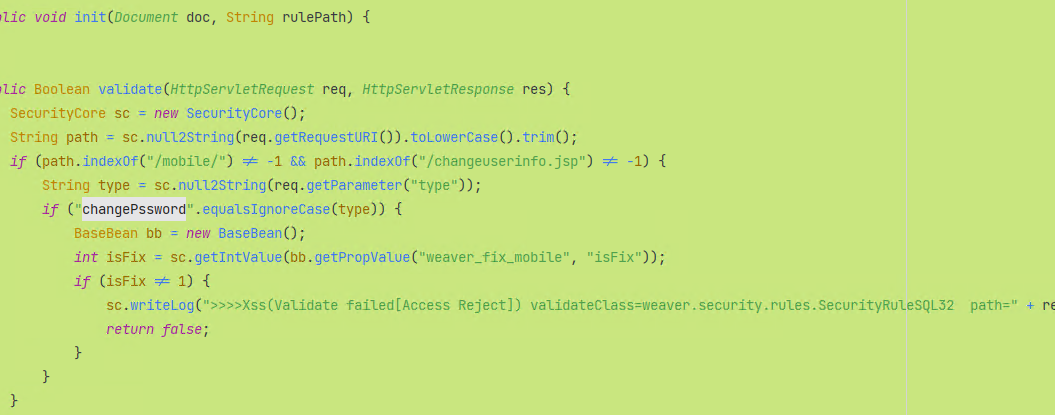 lic void init(Document doc, String rulePath) {
lic Boolean validate(HttpServletRequest req, HttpServletResponse res) {
SecurityCore sc = new SecurityCore();
String path = sc.null2String(req.getRequestURI()).toLowerCase().trim();
if (path.indexOf("/mobile/") ≠ -1 && path.indexOf("/changeuserinfo.jsp") ≠ -1) {
String type = sc.null2String(req.getParameter("type"));
if ("changePssword".equalsIgnoreCase(type)) {
BaseBean bb = new BaseBean();
int isFix = sc.getIntValue(bb.getPropValue("weaver_fix_mobile", "isFix"));
if (isFix ≠ 1) {
sc.writeLog(">>>>Xss(Validate failed[Access Reject]) validateClass=weaver.security.rules.SecurityRuleSQL32  path=" + re
return false;
}
}
}